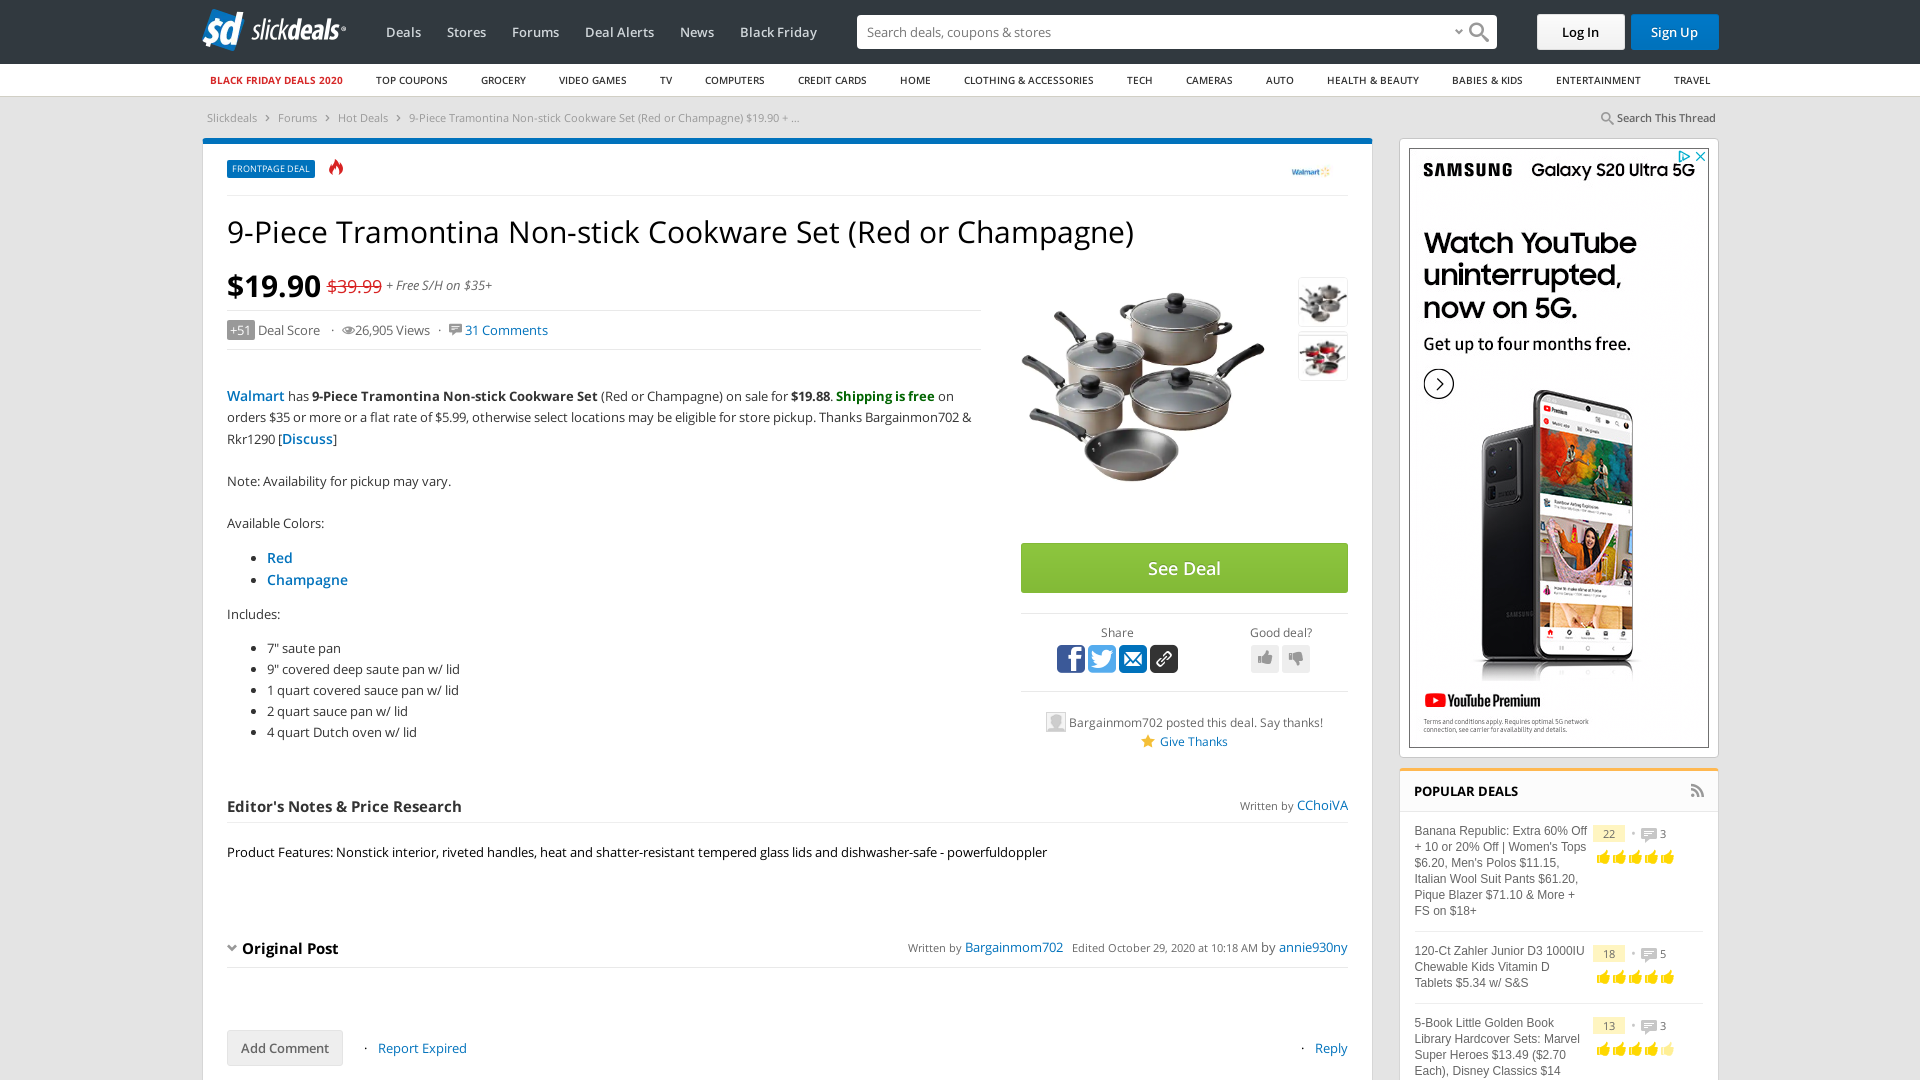 sd slickdeals
Deals
Stores
Forums
Deal Alerts
News
Black Friday
Search deals, coupons & shopping
Log In
Sign Up
BLACK FRIDAY DEALS 2020
TOP COUPONS
GROCERY
VIDEO GAMES
TV
COMPUTERS
CREDIT CARDS
HOME
CLOTHING & ACCESSORIES
TECH
CAMERAS
AUTO
HEALTH & BEAUTY
BABIES & KIDS
ENTERTAINMENT
TRAVEL
Slickdeals › Forums › Hot Deals › 9-Piece Tramontina Non-stick Cookware Set (Red or Champagne) $19.90 + ...
Search This Thread
FRONTPAGE DEAL
Walmart
9-Piece Tramontina Non-stick Cookware Set (Red or Champagne)
$19.90 $39.99 + Free S/H on $35+
+51 Deal Score · 26,905 Views · 31 Comments
Walmart has 9-Piece Tramontina Non-stick Cookware Set (Red or Champagne) on sale for $19.88. Shipping is free on
orders $35 or more or a flat rate of $5.99, otherwise select locations may be eligible for store pickup. Thanks Bargainmon702 &
Rkr1290 [Discuss]
Note: Availability for pickup may vary.
Available Colors:
• Red
• Champagne
Includes:
• 7" saute pan
• 9" covered deep saute pan w/ lid
• 1 quart covered sauce pan w/ lid
• 2 quart sauce pan w/ lid
• 4 quart Dutch oven w/ lid
See Deal
Share
Good deal?
Bargainmom702 posted this deal. Say thanks!
Give Thanks
Editor's Notes & Price Research
Written by CChoiVA
Product Features: Nonstick interior, riveted handles, heat and shatter-resistant tempered glass lids and dishwasher-safe - powerfuldoppler
Original Post
Written by Bargainmom702 Edited October 29, 2020 at 10:18 AM by annie930ny
Add Comment
· Report Expired
· Reply
SAMSUNG Galaxy S20 Ultra 5G
Watch YouTube
uninterrupted,
now on 5G.
Get up to four months free.
Premium
SAMSUNG
YouTube Premium
Terms and conditions apply. Requires optimal 5G network
connection, see carrier for availability and details.
POPULAR DEALS
Banana Republic: Extra 60% Off
+ 10 or 20% Off | Women's Tops
$6.20, Men's Polos $11.15,
Italian Wool Suit Pants $61.20,
Pique Blazer $71.10 & More +
FS on $18+
22 • 3
120-Ct Zahler Junior D3 1000IU
Chewable Kids Vitamin D
Tablets $5.34 w/ S&S
18 • 5
5-Book Little Golden Book
Library Hardcover Sets: Marvel
Super Heroes $13.49 ($2.70
Each), Disney Classics $14
13 • 3